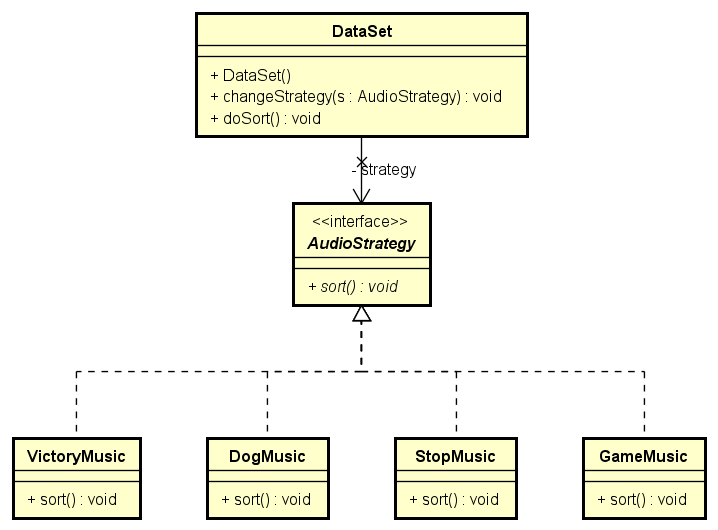 DataSet
+ DataSet()
+ changeStrategy(s : AudioStrategy) : void
+ doSort() : void
- strategy
<<interface>>
AudioStrategy
+ sort() : void
VictoryMusic
+ sort() : void
DogMusic
+ sort() : void
StopMusic
+ sort() : void
GameMusic
+ sort() : void